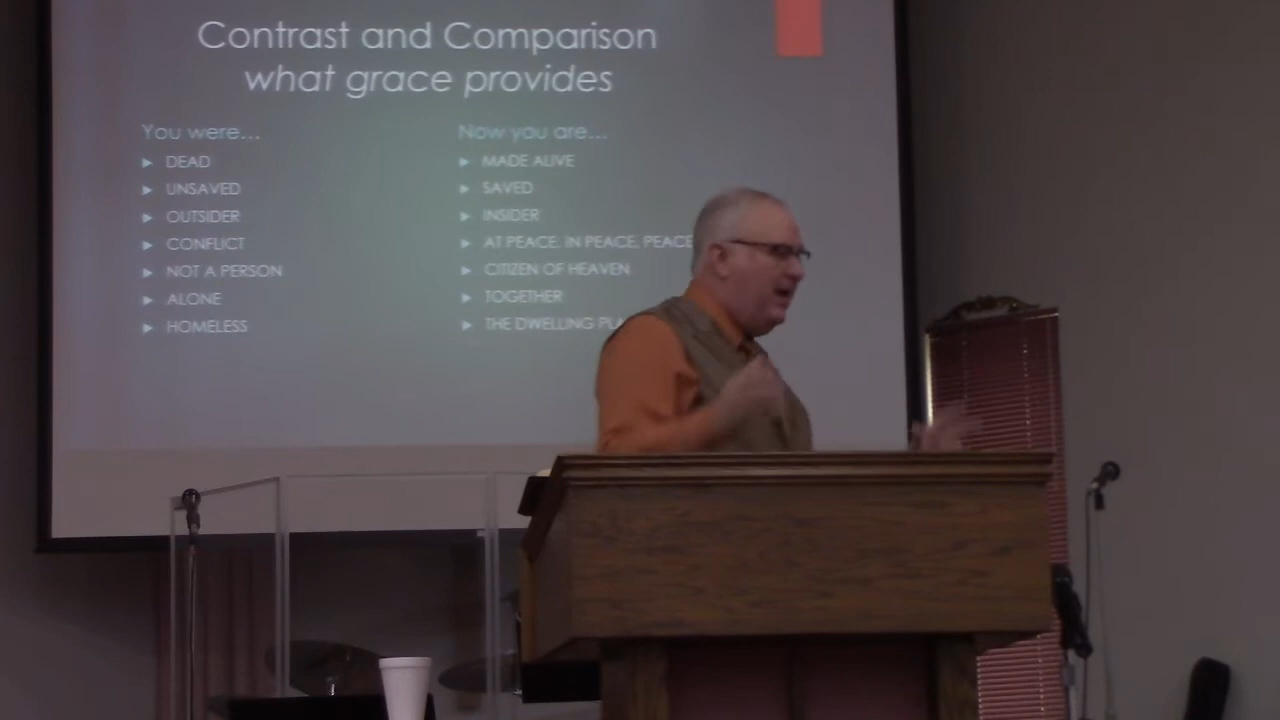 Contrast and Comparison
what grace provides
You were...
DEAD
UNSAVED
OUTSIDER
CONFLICT
NOT A PERSON
ALONE
HOMELESS
Now you are...
MADE ALIVE
SAVED
INSIDER
AT PEACE, IN PEACE, PEACE
CITIZEN OF HEAVEN
TOGETHER
THE DWELLING